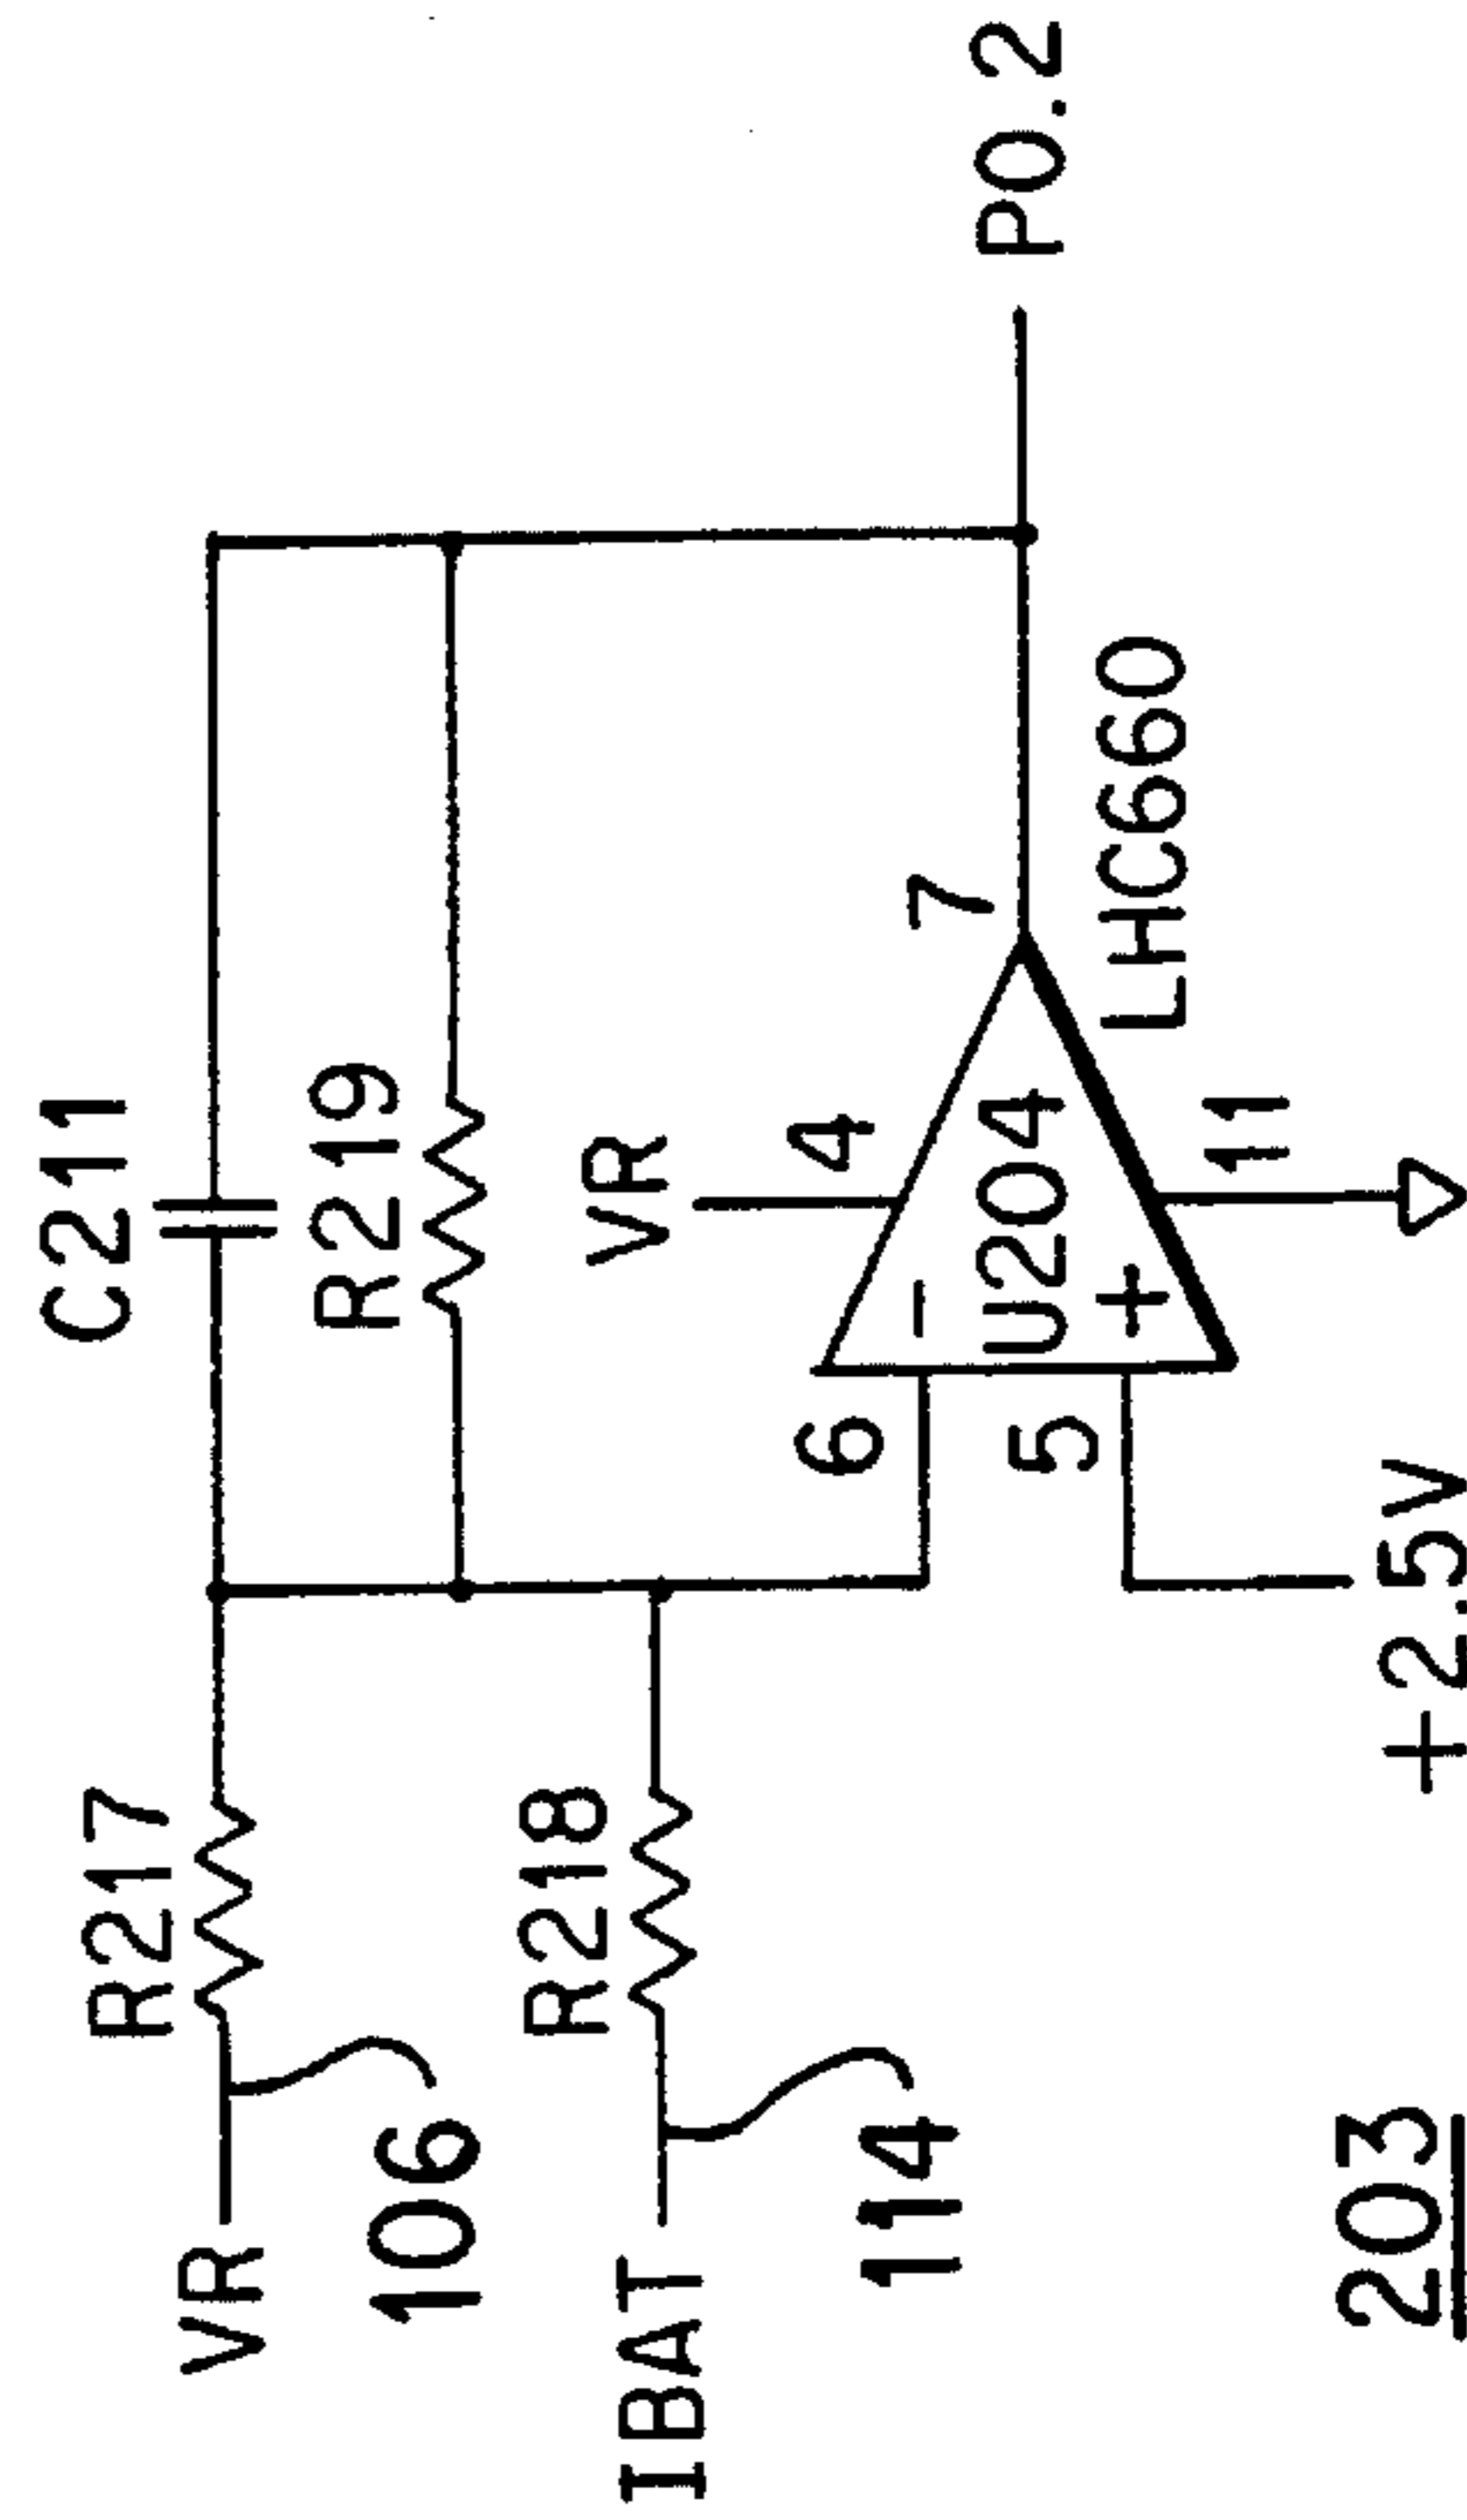 C211
R217
R219
VR
106
R218
VR
4
IBAT
114
6
7
P0.2
U204
5
LHC660
11
+2.5V
203
-
+